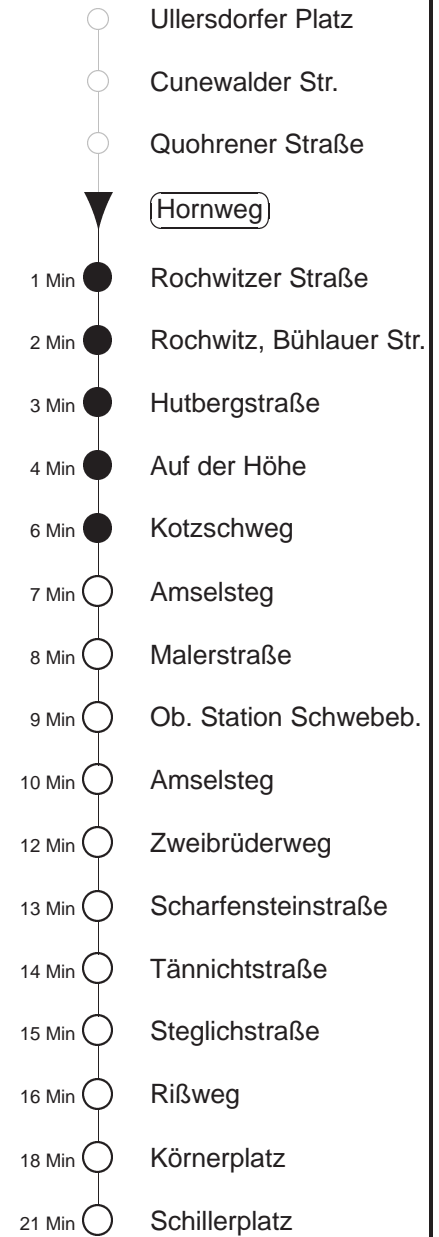 Ullersdorfer Platz
Cunewalder Str.
Quohrener Straße
Hornweg
1 Min Rochwitzer Straße
2 Min Rochwitz, Bühlauer Str.
3 Min Hutbergstraße
4 Min Auf der Höhe
6 Min Kotzschweg
7 Min Amselsteg
8 Min Malerstraße
9 Min Ob. Station Schwebeb.
10 Min Amselsteg
12 Min Zweibrüderweg
13 Min Scharfensteinstraße
14 Min Tännichtstraße
15 Min Steglichstraße
16 Min Rißweg
18 Min Körnerplatz
21 Min Schillerplatz